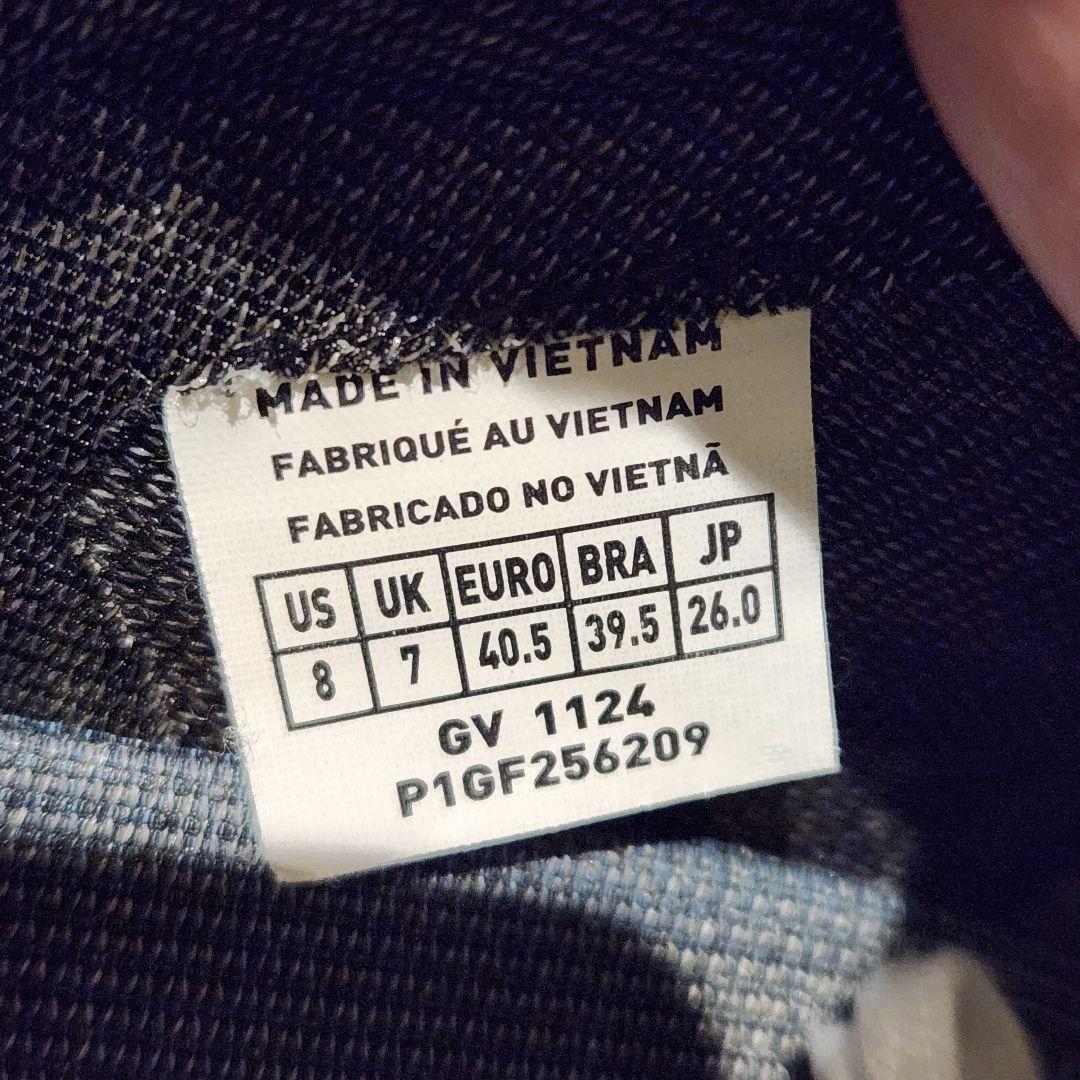 MADE IN VIETNAM
FABRIQUÉ AU VIETNAM
FABRICADO NO VIETNÃ
US UK EURO BRA JP
8 7 40.5 39.5 26.0
GV 1124
P1GF256209